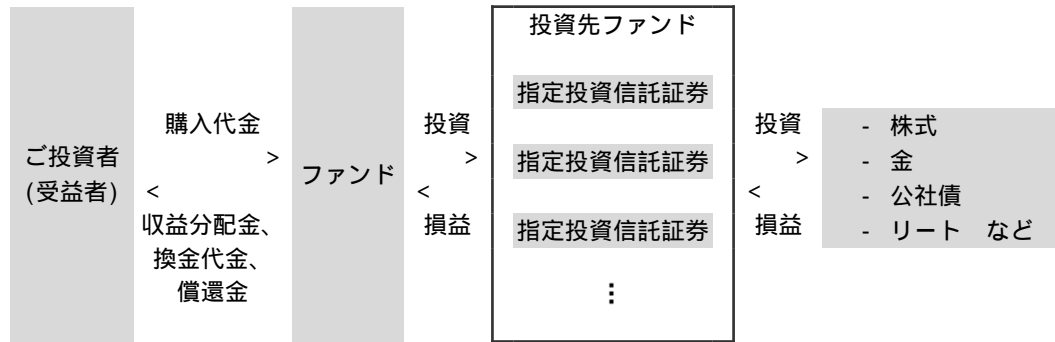 ご投資者
(受益者)
購入代金
>
<
収益分配金、
換金代金、
償還金
ファンド
投資
>
<
損益
投資先ファンド
指定投資信託証券
指定投資信託証券
指定投資信託証券
⋮
投資
>
<
損益
- 株式
- 金
- 公社債
- リート　など